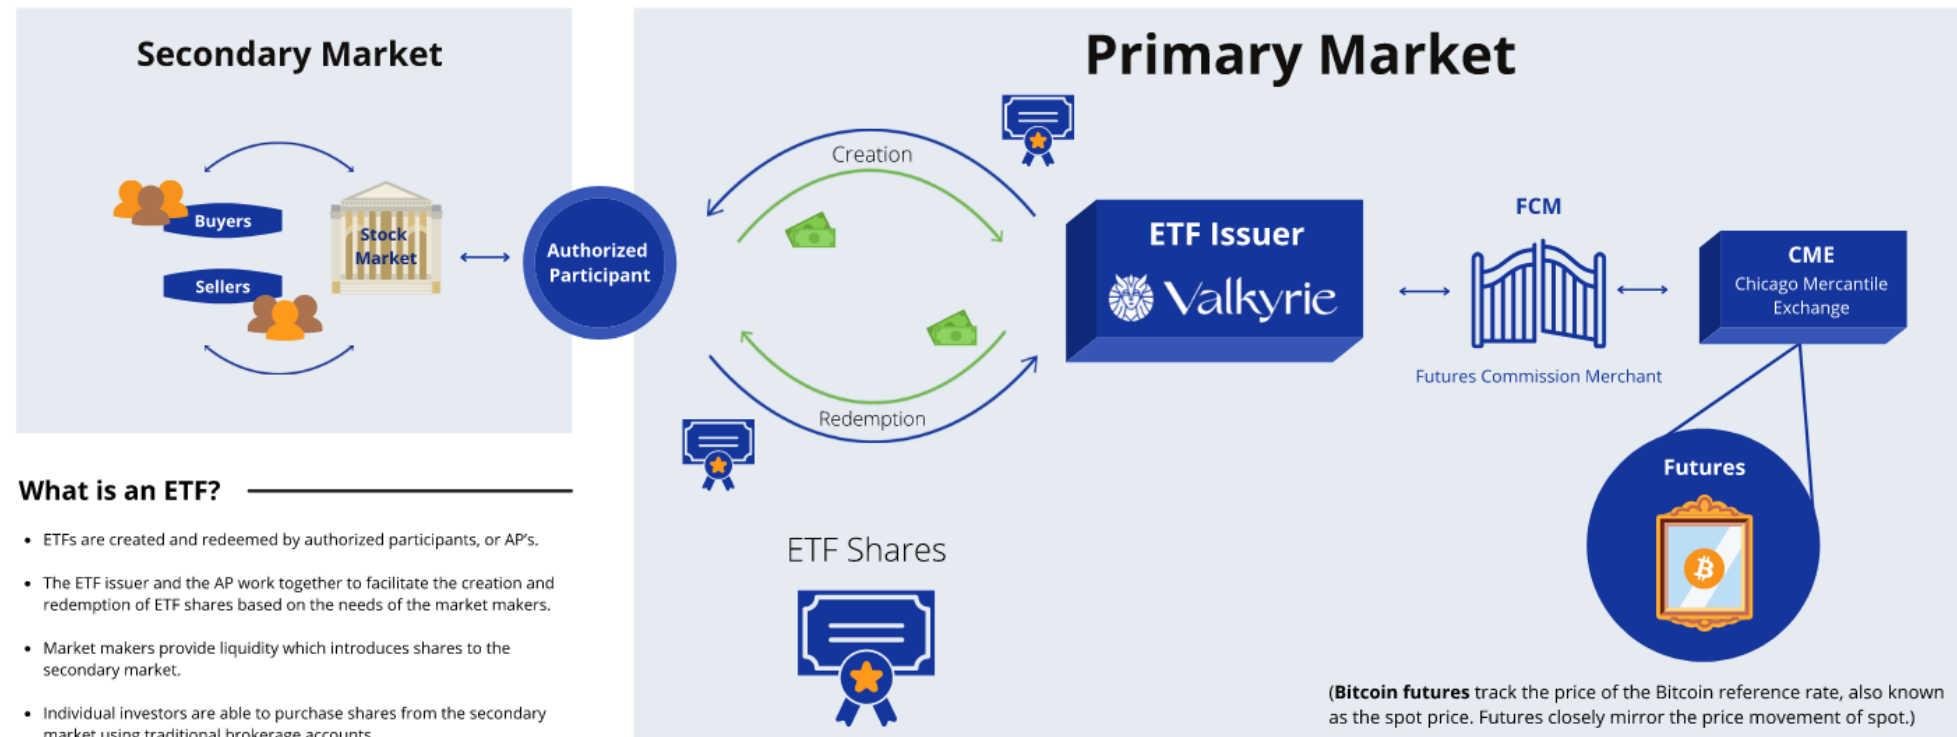 Secondary Market
Buyers
Sellers
Stock
Market
Authorized
Participant
What is an ETF?
• ETFs are created and redeemed by authorized participants, or AP's.
• The ETF issuer and the AP work together to facilitate the creation and
redemption of ETF shares based on the needs of the market makers.
• Market makers provide liquidity which introduces shares to the
secondary market.
• Individual investors are able to purchase shares from the secondary
market using traditional brokerage accounts
Primary Market
Creation
Redemption
ETF Issuer
Valkyrie
FCM
Futures Commission Merchant
CME
Chicago Mercantile
Exchange
Futures
ETF Shares
(Bitcoin futures track the price of the Bitcoin reference rate, also known
as the spot price. Futures closely mirror the price movement of spot.)